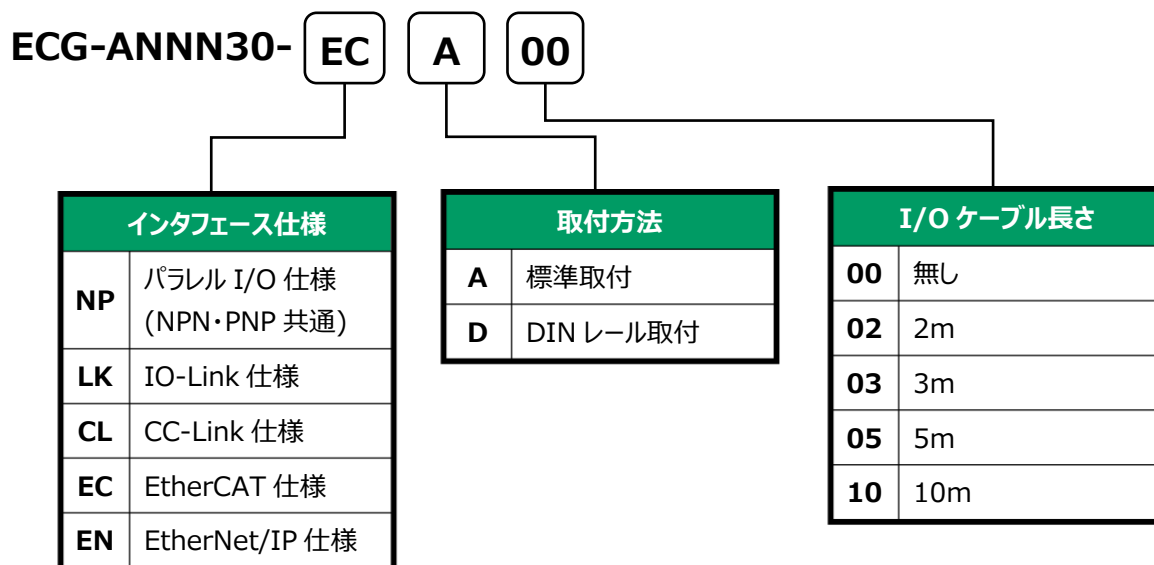 ECG-ANNN30- EC A 00
インタフェース仕様
NP パラレル I/O 仕様
(NPN・PNP 共通)
LK IO-Link 仕様
CL CC-Link 仕様
EC EtherCAT 仕様
EN EtherNet/IP 仕様
取付方法
A 標準取付
D DIN レール取付
I/O ケーブル長さ
00 無し
02 2m
03 3m
05 5m
10 10m